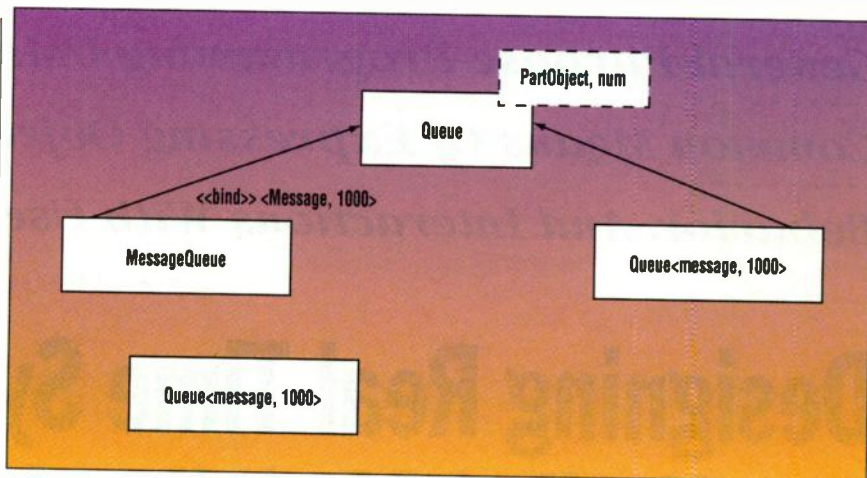 PartObject, num
Queue
<<bind>> <Message, 1000>
MessageQueue
Queue<message, 1000>
Queue<message, 1000>